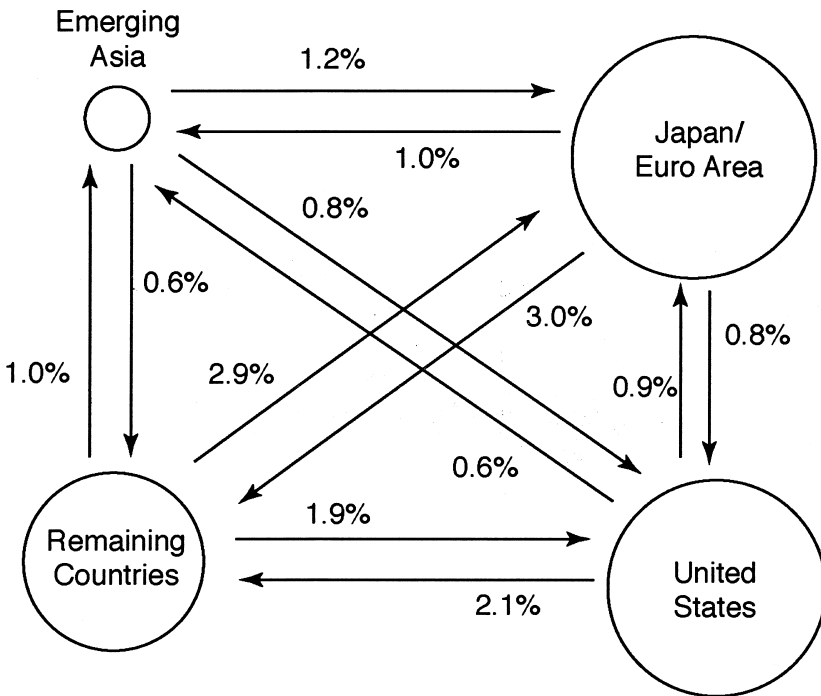 Emerging
Asia
1.2%
Japan/
Euro Area
1.0%
0.8%
0.6%
3.0%
0.8%
1.0%
2.9%
0.9%
0.6%
1.9%
Remaining
Countries
United
States
2.1%